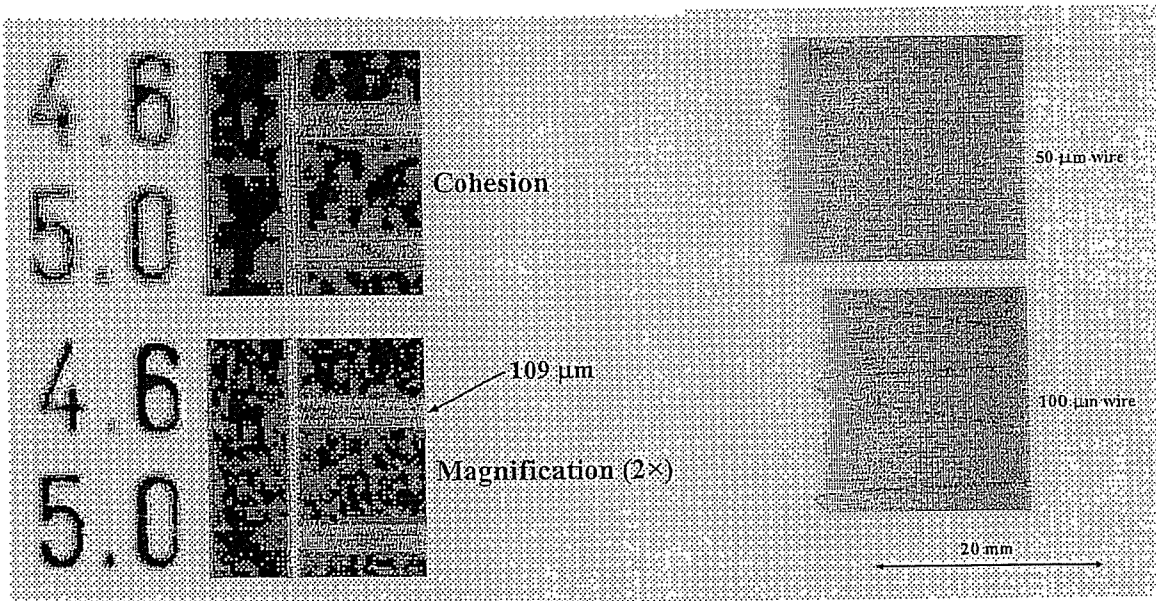 4.6
5.0
Cohesion
50 μm wire
4.6
5.0
109 μm
Magnification (2×)
100 μm wire
20 mm